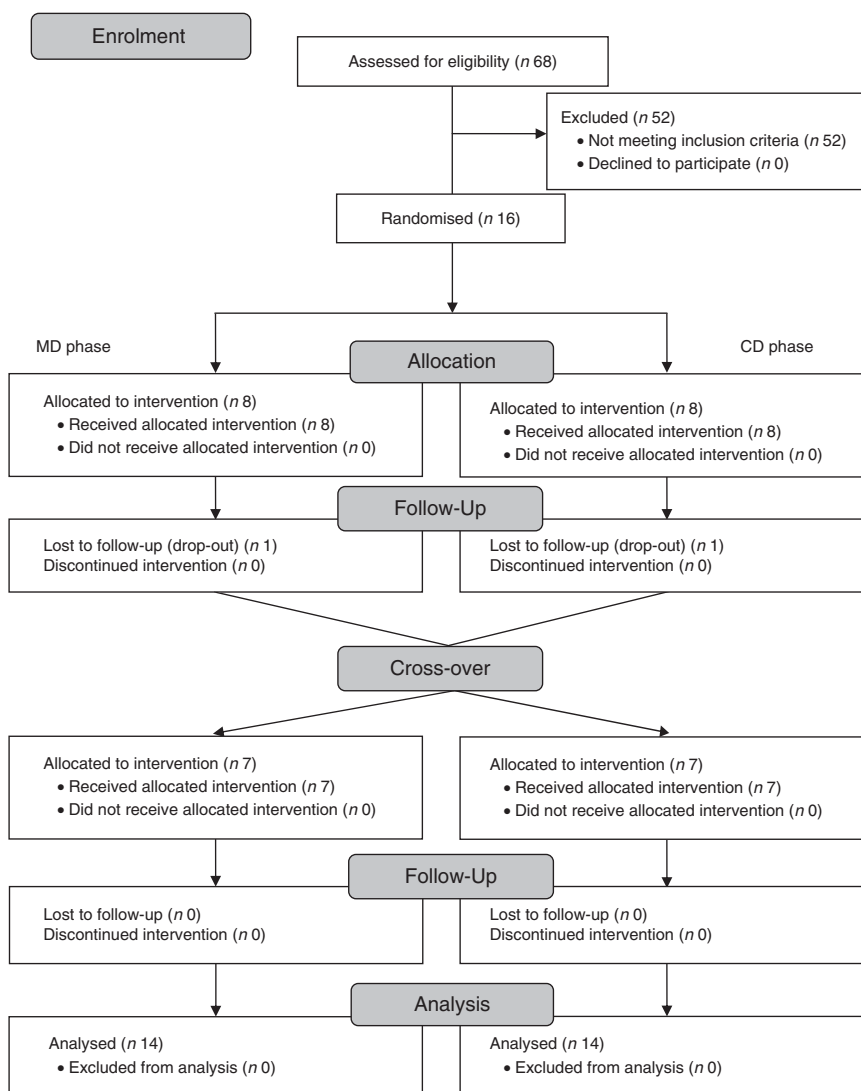 Enrolment
Assessed for eligibility (n 68)
Excluded (n 52)
• Not meeting inclusion criteria (n 52)
• Declined to participate (n 0)
Randomised (n 16)
MD phase
CD phase
Allocation
Allocated to intervention (n 8)
• Received allocated intervention (n 8)
• Did not receive allocated intervention (n 0)
Allocated to intervention (n 8)
• Received allocated intervention (n 8)
• Did not receive allocated intervention (n 0)
Follow-Up
Lost to follow-up (drop-out) (n 1)
Discontinued intervention (n 0)
Lost to follow-up (drop-out) (n 1)
Discontinued intervention (n 0)
Cross-over
Allocated to intervention (n 7)
• Received allocated intervention (n 7)
• Did not receive allocated intervention (n 0)
Allocated to intervention (n 7)
• Received allocated intervention (n 7)
• Did not receive allocated intervention (n 0)
Follow-Up
Lost to follow-up (n 0)
Discontinued intervention (n 0)
Lost to follow-up (n 0)
Discontinued intervention (n 0)
Analysis
Analysed (n 14)
• Excluded from analysis (n 0)
Analysed (n 14)
• Excluded from analysis (n 0)